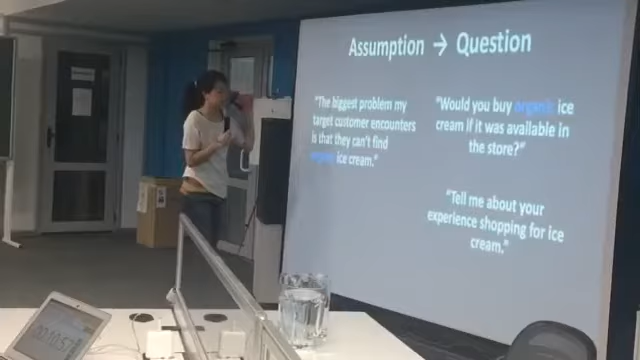 Assumption → Question
"The biggest problem my
target customer encounters
is that they can't find
organic ice cream."
"Would you buy organic ice
cream if it was available in
the store?"
"Tell me about your
experience shopping for ice
cream."